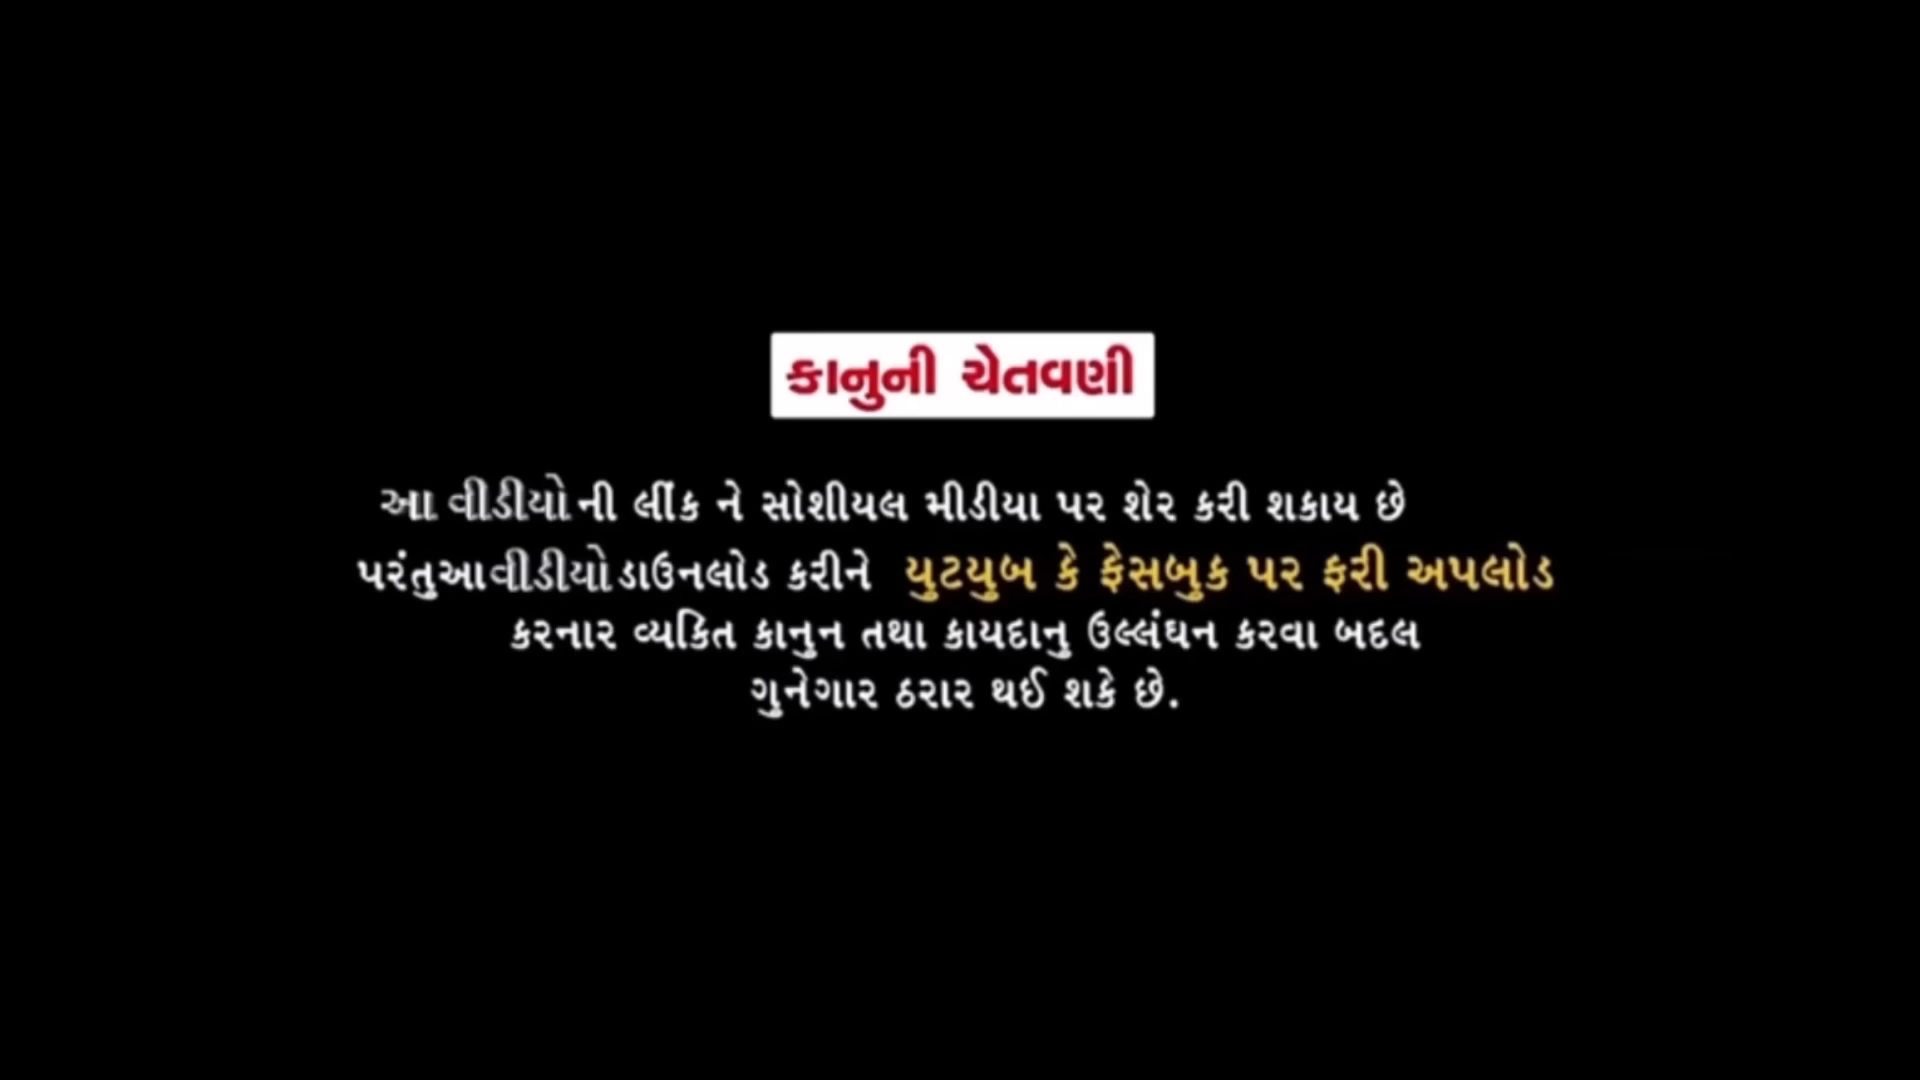 કાનુની ચેતવણી
આ વીડીયો ની લીંક ને સોશીયલ મીડીયા પર શેર કરી શકાય છે
પરંતુ આ વીડીયો ડાઉનલોડ કરીને યુટયુબ કે ફેસબુક પર ફરી અપલોડ
કરનાર વ્યકિત કાનુન તથા કાયદાનુ ઉલ્લંઘન કરવા બદલ
ગુનેગાર ઠરાર થઈ શકે છે.